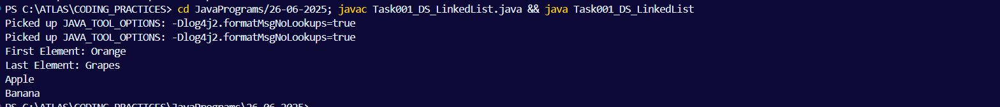 PS C:\ATLAS\CODING_PRACTICES> cd JavaPrograms/26-06-2025; javac Task001_DS_LinkedList.java && java Task001_DS_LinkedList
Picked up JAVA_TOOL_OPTIONS: -Dlog4j2.formatMsgNoLookups=true
Picked up JAVA_TOOL_OPTIONS: -Dlog4j2.formatMsgNoLookups=true
First Element: Orange
Last Element: Grapes
Apple
Banana
PS C:\ATLAS\CODING_PRACTICES\JavaPrograms\26-06-2025>